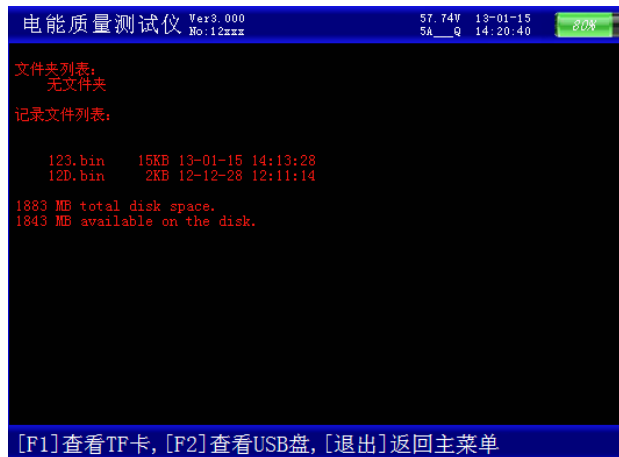 电能质量测试仪 Ver3.000 57.74V 13-01-15 80%
No:12xxx 5A___Q 14:20:40
文件夹列表:
无文件夹
记录文件列表:
123.bin 15KB 13-01-15 14:13:28
12D.bin 2KB 12-12-28 12:11:14
1883 MB total disk space.
1843 MB available on the disk.
[F1]查看TF卡,[F2]查看USB盘,[退出]返回主菜单